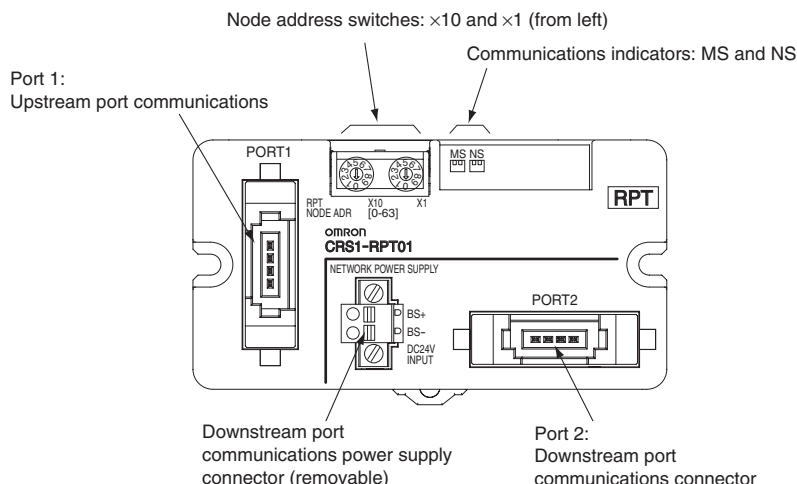 Node address switches: ×10 and ×1 (from left)
Communications indicators: MS and NS
Port 1:
Upstream port communications
PORT1
MS NS
RPT
X10
X1
RPT
NODE ADR
[0-63]
OMRON
CRS1-RPT01
NETWORK POWER SUPPLY
BS+
BS−
DC24V
INPUT
PORT2
Downstream port
communications power supply
connector (removable)
Port 2:
Downstream port
communications connector